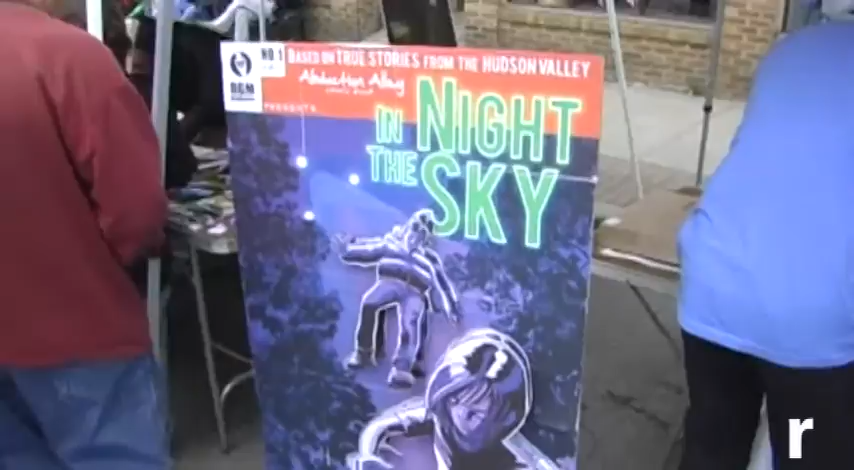 NO.1
BASED ON TRUE STORIES FROM THE HUDSON VALLEY
Abduction Alley
PRESENTS
IN NIGHT
THE SKY
r